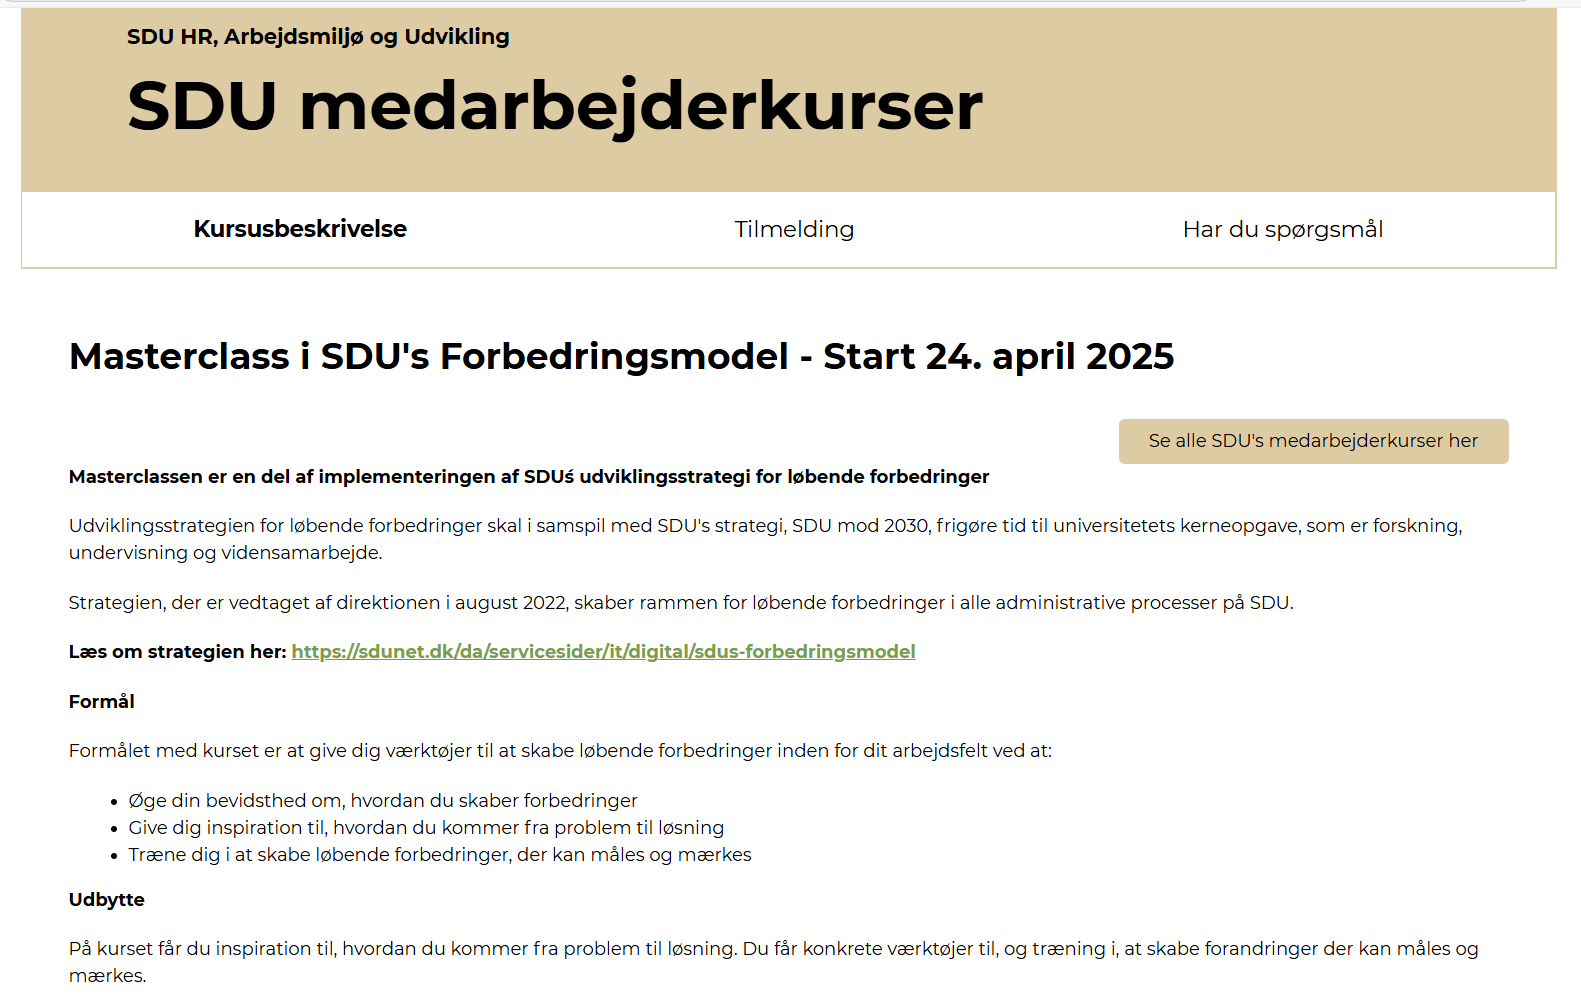 SDU HR, Arbejdsmiljø og Udvikling
SDU medarbejderkurser
Kursusbeskrivelse
Tilmelding
Har du spørgsmål
Masterclass i SDU's Forbedringsmodel - Start 24. april 2025
Se alle SDU's medarbejderkurser her
Masterclassen er en del af implementeringen af SDUś udviklingsstrategi for løbende forbedringer
Udviklingsstrategien for løbende forbedringer skal i samspil med SDU's strategi, SDU mod 2030, frigøre tid til universitetets kerneopgave, som er forskning,
undervisning og vidensamarbejde.
Strategien, der er vedtaget af direktionen i august 2022, skaber rammen for løbende forbedringer i alle administrative processer på SDU.
Læs om strategien her: https://sdunet.dk/da/servicesider/it/digital/sdus-forbedringsmodel
Formål
Formålet med kurset er at give dig værktøjer til at skabe løbende forbedringer inden for dit arbejdsfelt ved at:
• Øge din bevidsthed om, hvordan du skaber forbedringer
• Give dig inspiration til, hvordan du kommer fra problem til løsning
• Træne dig i at skabe løbende forbedringer, der kan måles og mærkes
Udbytte
På kurset får du inspiration til, hvordan du kommer fra problem til løsning. Du får konkrete værktøjer til, og træning i, at skabe forandringer der kan måles og
mærkes.